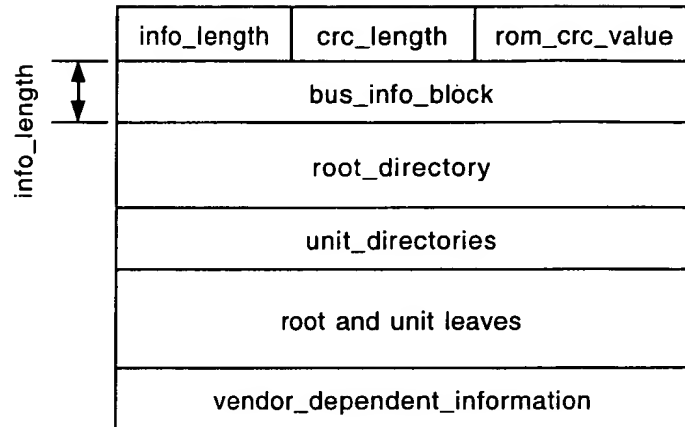 info_length crc_length rom_crc_value
info_length
bus_info_block
root_directory
unit_directories
root and unit leaves
vendor_dependent_information